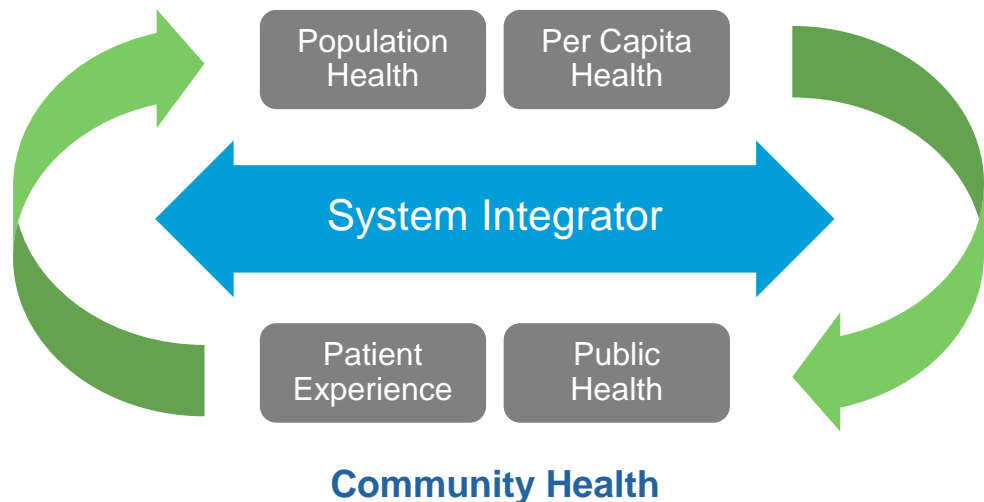 Population
Health
Per Capita
Health
System Integrator
Patient
Experience
Public
Health
Community Health